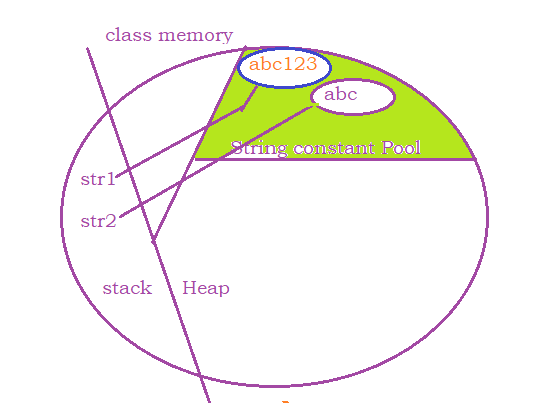 class memory
abc123
abc
String constant Pool
str1
str2
stack
Heap